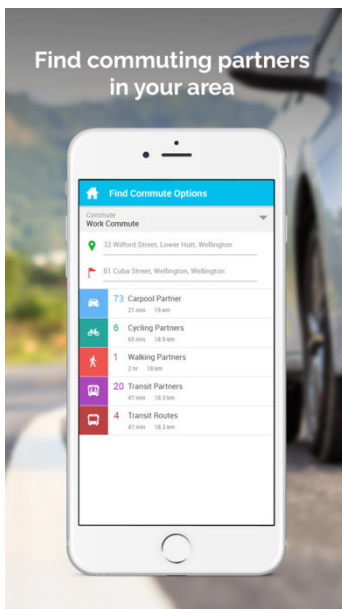 Find commuting partners
in your area
Find Commute Options
Commute
Work Commute
32 Wilford Street, Lower Hutt, Wellington
81 Cuba Street, Wellington, Wellington
73 Carpool Partner
21 min 19 km
6 Cycling Partners
65 min 18.9 km
1 Walking Partners
2 hr 18 km
20 Transit Partners
47 min 18.3 km
4 Transit Routes
47 min 18.3 km